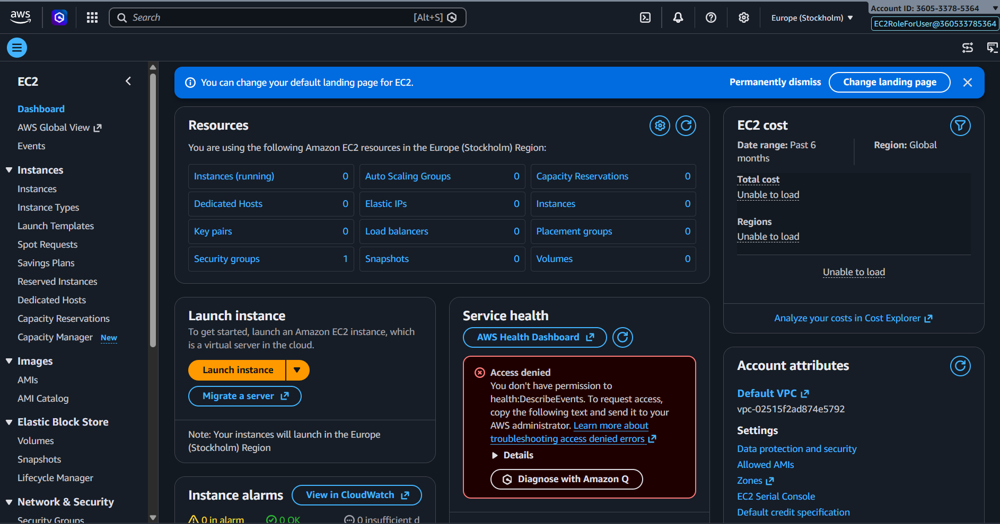 aws
Search
[Alt+S]
Europe (Stockholm)
Account ID: 3605-3378-5364
EC2RoleForUser@360533785364
EC2
Dashboard
AWS Global View
Events
Instances
Instances
Instance Types
Launch Templates
Spot Requests
Savings Plans
Reserved Instances
Dedicated Hosts
Capacity Reservations
Capacity Manager New
Images
AMIs
AMI Catalog
Elastic Block Store
Volumes
Snapshots
Lifecycle Manager
Network & Security
Security Groups
You can change your default landing page for EC2.
Permanently dismiss
Change landing page
Resources
You are using the following Amazon EC2 resources in the Europe (Stockholm) Region:
Instances (running) 0
Auto Scaling Groups 0
Capacity Reservations 0
Dedicated Hosts 0
Elastic IPs 0
Instances 0
Key pairs 0
Load balancers 0
Placement groups 0
Security groups 1
Snapshots 0
Volumes 0
Launch instance
To get started, launch an Amazon EC2 instance, which
is a virtual server in the cloud.
Launch instance
Migrate a server
Note: Your instances will launch in the Europe
(Stockholm) Region
Instance alarms
View in CloudWatch
0 in alarm
0 OK
0 insufficient d
Service health
AWS Health Dashboard
Access denied
You don't have permission to
health:DescribeEvents. To request access,
copy the following text and send it to your
AWS administrator. Learn more about
troubleshooting access denied errors
Details
Diagnose with Amazon Q
EC2 cost
Date range: Past 6
months
Region: Global
Total cost
Unable to load
Regions
Unable to load
Unable to load
Analyze your costs in Cost Explorer
Account attributes
Default VPC
vpc-02515f2ad874e5792
Settings
Data protection and security
Allowed AMIs
Zones
EC2 Serial Console
Default credit specification